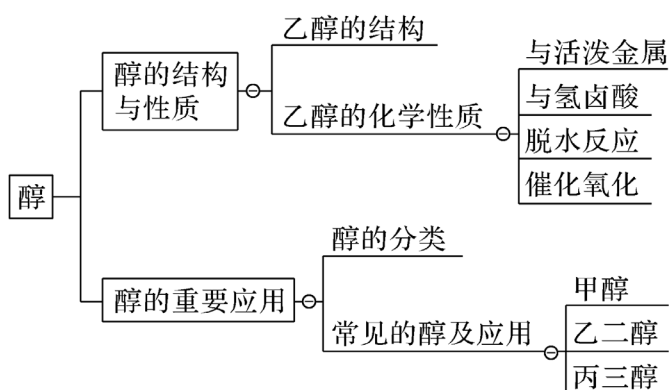 醇
醇的结构
与性质
乙醇的结构
乙醇的化学性质
与活泼金属
与氢卤酸
脱水反应
催化氧化
醇的重要应用
醇的分类
常见的醇及应用
甲醇
乙二醇
丙三醇